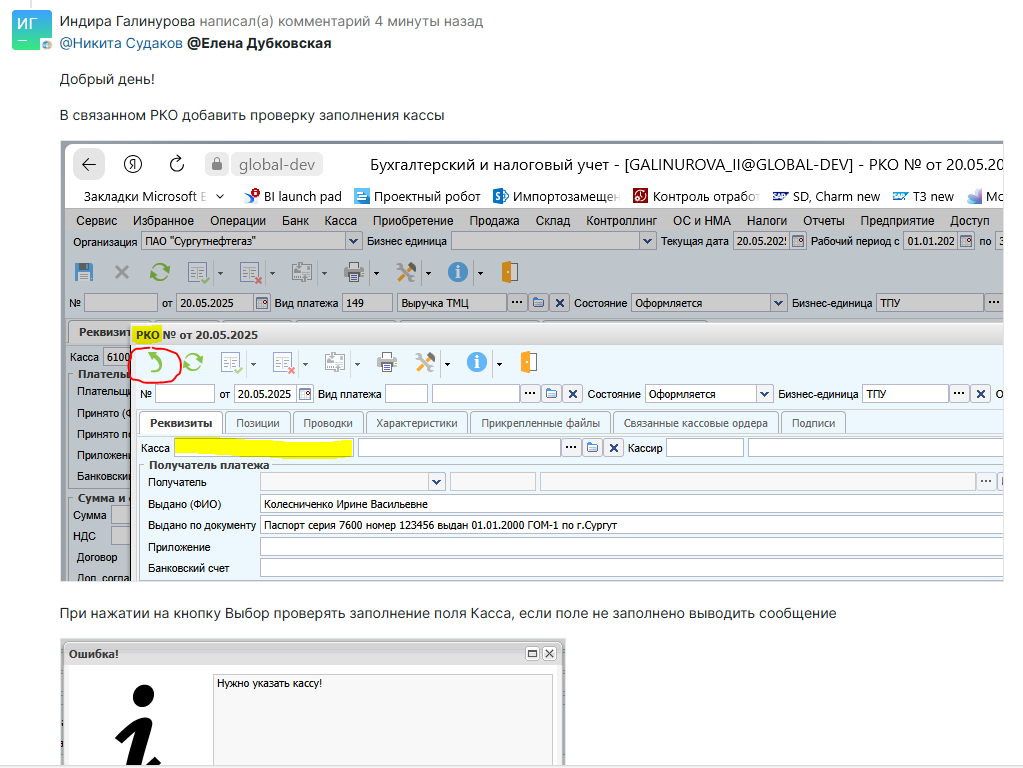 ИГ
Индира Галинурова написал(а) комментарий 4 минуты назад
@Никита Судаков @Елена Дубковская
Добрый день!
В связанном РКО добавить проверку заполнения кассы
Я global-dev Бухгалтерский и налоговый учет - [GALINUROVA_II@GLOBAL-DEV] - РКО № от 20.05.20
Закладки Microsoft E BI launch pad Проектный робот Импортозамещен Контроль отработ SD, Charm new ТЗ new Мо
Сервис Избранное Операции Банк Касса Приобретение Продажа Склад Контроллинг ОС и НМА Налоги Отчеты Предприятие Доступ
Организация ПАО "Сургутнефтегаз" Бизнес единица Текущая дата 20.05.202 Рабочий период с 01.01.202 по 3
№ от 20.05.2025 Вид платежа 149 Выручка ТМЦ ... Состояние Оформляется Бизнес-единица ТПУ ...
Реквизит
РКО № от 20.05.2025
Касса 6100
Платель
Плательщи
№ от 20.05.2025 Вид платежа ... Состояние Оформляется Бизнес-единица ТПУ ... О
Принято (Ф
Реквизиты Позиции Проводки Характеристики Прикрепленные файлы Связанные кассовые ордера Подписи
Принято по
Касса ... Кассир
Приложени
Получатель платежа
Банковский
Получатель ...
Сумма и с
Выдано (ФИО) Колесниченко Ирине Васильевне
Сумма
Выдано по документу Паспорт серия 7600 номер 123456 выдан 01.01.2000 ГОМ-1 по г.Сургут
НДС
Приложение
Договор
Банковский счет
Доп. согла
При нажатии на кнопку Выбор проверять заполнение поля Касса, если поле не заполнено выводить сообщение
Ошибка!
Нужно указать кассу!